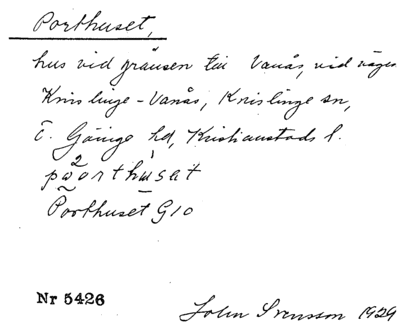 Porthuset,
hus vid gränsen till Vanås, vid vägen
Knislinge-Vanås, Knislinge sn,
Ö. Göinge hd, Kristianstads l.
Porthuset G10
Nr 5426
John Svensson 1929